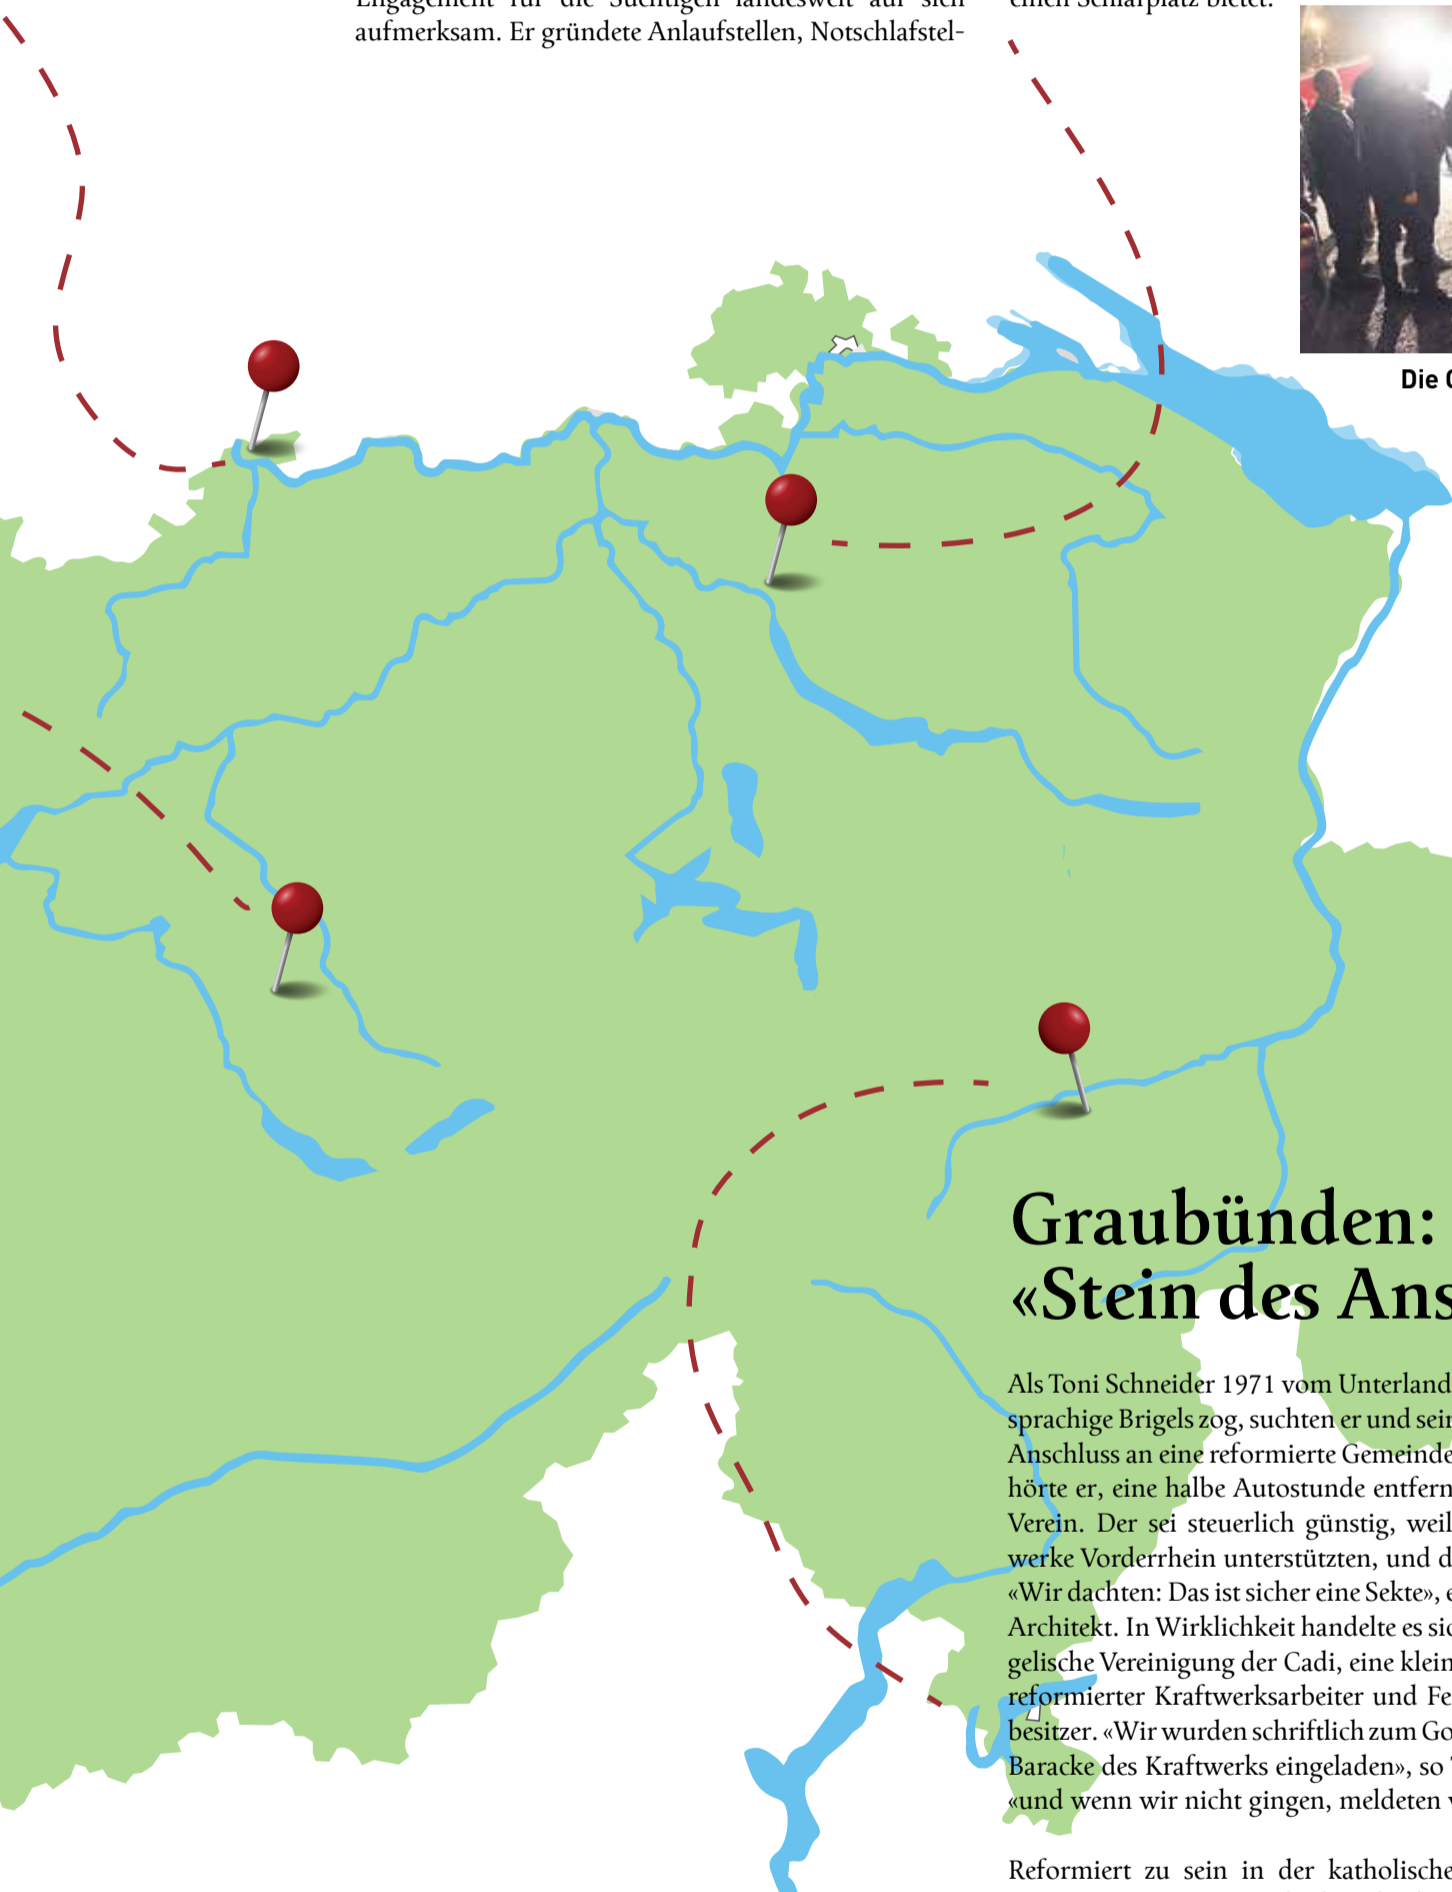 Engagement für die Süchtigen landesweit auf sich
aufmerksam. Er gründete Anlaufstellen, Notschlafstel-
einen Schlafplatz bietet.
Die
Graubünden:
«Stein des Ans
Als Toni Schneider 1971 vom Unterland
sprachige Brigels zog, suchten er und sein
Anschluss an eine reformierte Gemeinde
hörte er, eine halbe Autostunde entfern
Verein. Der sei steuerlich günstig, weil
werke Vorderrhein unterstützten, und d
«Wir dachten: Das ist sicher eine Sekte», e
Architekt. In Wirklichkeit handelte es sic
gelische Vereinigung der Cadi, eine klein
reformierter Kraftwerksarbeiter und Fe
besitzer. «Wir wurden schriftlich zum Go
Baracke des Kraftwerks eingeladen», so
«und wenn wir nicht gingen, meldeten
Reformiert zu sein in der katholische